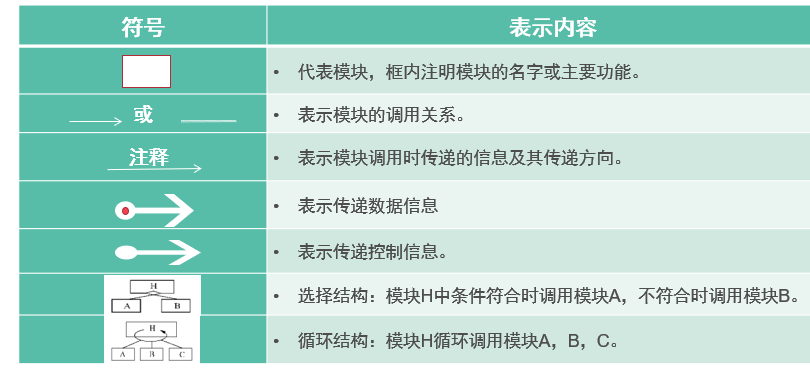 符号 表示内容
• 代表模块，框内注明模块的名字或主要功能。
或 • 表示模块的调用关系。
注释 • 表示模块调用时传递的信息及其传递方向。
• 表示传递数据信息
• 表示传递控制信息。
H
A B
• 选择结构：模块H中条件符合时调用模块A，不符合时调用模块B。
H
A B C
• 循环结构：模块H循环调用模块A，B，C。